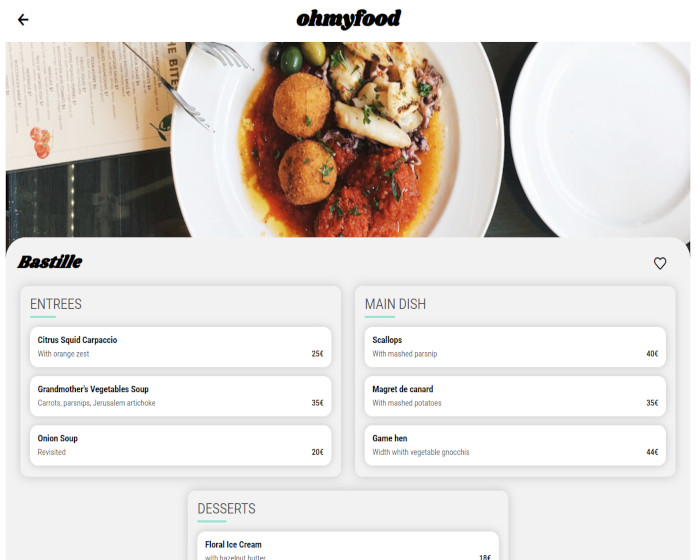 ohmyfood
THE BITE
Bastille
ENTREES
Citrus Squid Carpaccio
With orange zest
25€
Grandmother's Vegetables Soup
Carrots, parsnips, Jerusalem artichoke
35€
Onion Soup
Revisited
20€
MAIN DISH
Scallops
With mashed parsnip
40€
Magret de canard
With mashed potatoes
35€
Game hen
Width whith vegetable gnocchis
44€
DESSERTS
Floral Ice Cream
with hazelnut butter
18€